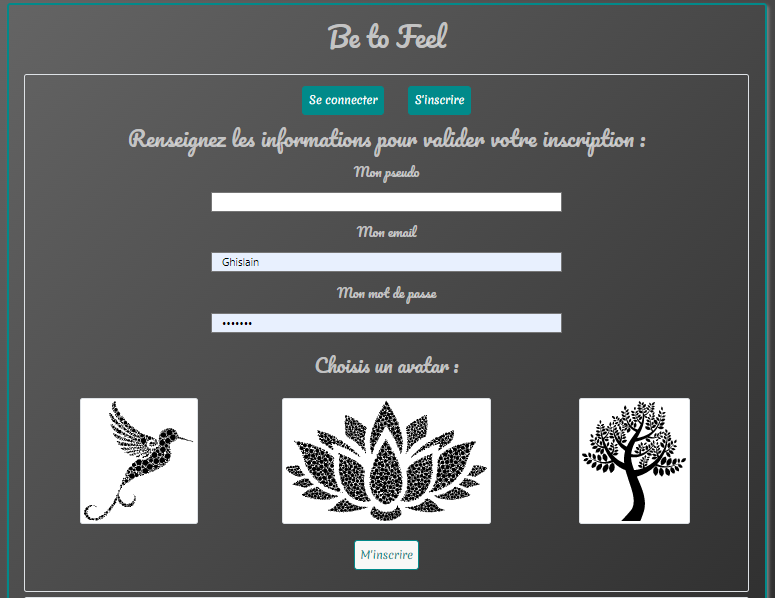 Be to Feel
Se connecter S'inscrire
Renseignez les informations pour valider votre inscription :
Mon pseudo
Mon email
Ghislain
Mon mot de passe
•••••••
Choisis un avatar :
M'inscrire